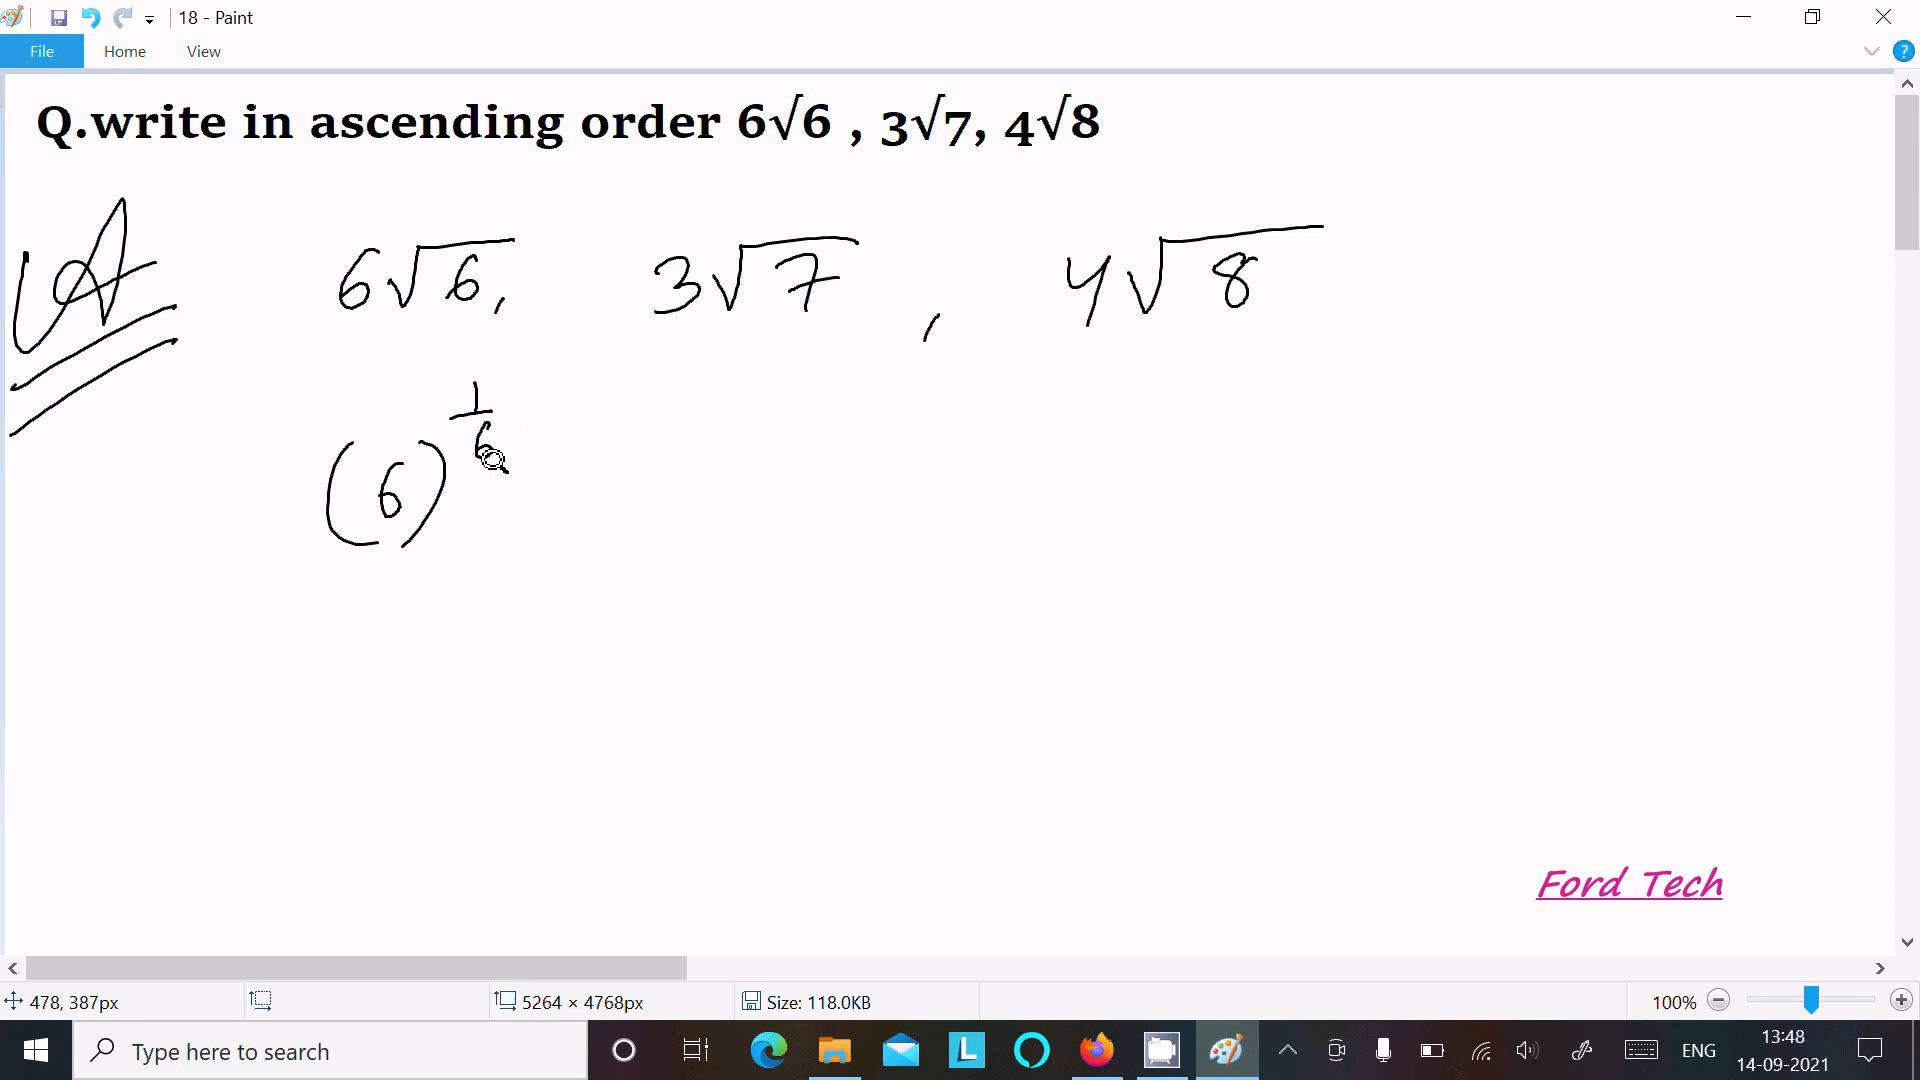 18 - Paint
File Home View
Q.write in ascending order 6√6 , 3√7, 4√8
A 6√6, 3√7 , 4√8
(6)^1/6
Ford Tech
478, 387px 5264 × 4768px Size: 118.0KB 100%
Type here to search L ENG 13:48
14-09-2021